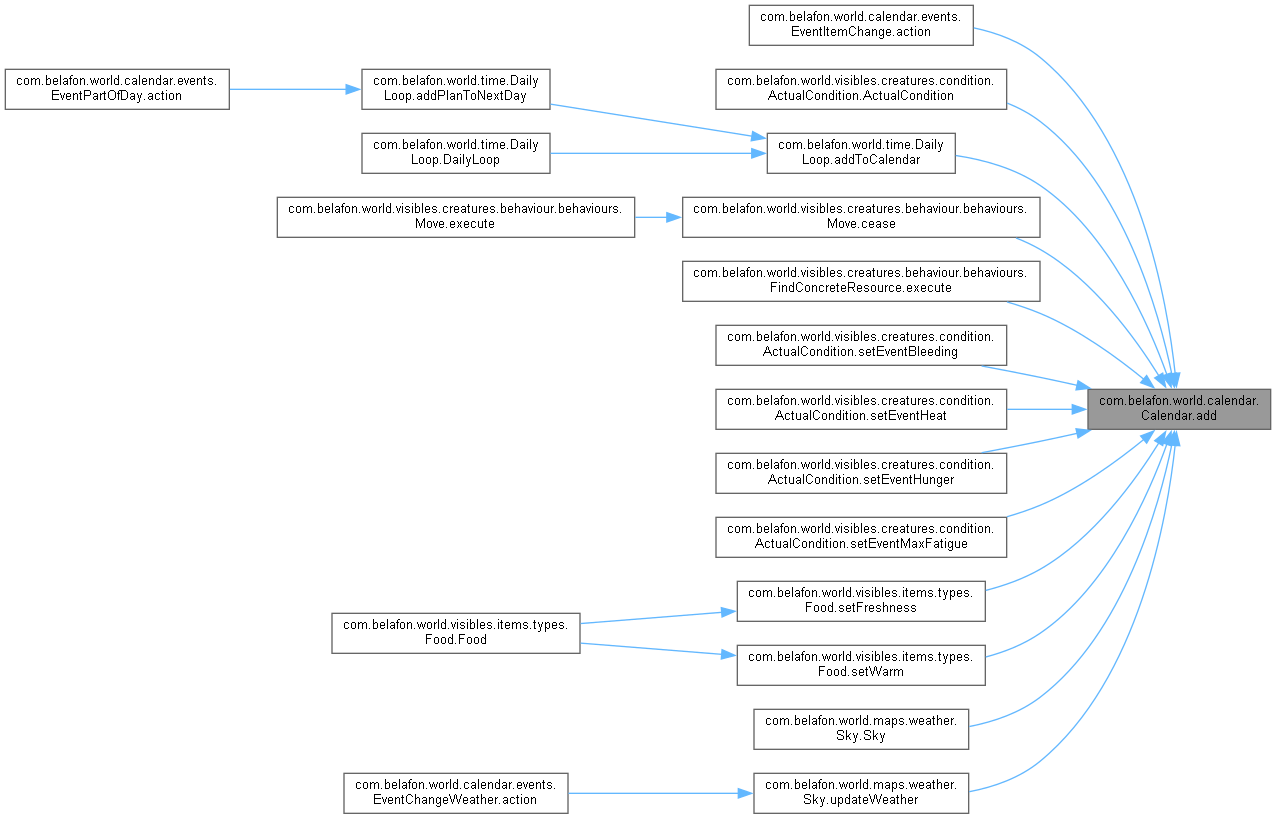 com.belafon.world.calendar.events.
EventItemChange.action
com.belafon.world.calendar.events.
EventPartOfDay.action
com.belafon.world.time.Daily
Loop.addPlanToNextDay
com.belafon.world.visibles.creatures.condition.
ActualCondition.ActualCondition
com.belafon.world.time.Daily
Loop.DailyLoop
com.belafon.world.time.Daily
Loop.addToCalendar
com.belafon.world.visibles.creatures.behaviour.behaviours.
Move.execute
com.belafon.world.visibles.creatures.behaviour.behaviours.
Move.cease
com.belafon.world.visibles.creatures.behaviour.behaviours.
FindConcreteResource.execute
com.belafon.world.visibles.creatures.condition.
ActualCondition.setEventBleeding
com.belafon.world.visibles.creatures.condition.
ActualCondition.setEventHeat
com.belafon.world.calendar.
Calendar.add
com.belafon.world.visibles.creatures.condition.
ActualCondition.setEventHunger
com.belafon.world.visibles.creatures.condition.
ActualCondition.setEventMaxFatigue
com.belafon.world.visibles.items.types.
Food.setFreshness
com.belafon.world.visibles.items.types.
Food.Food
com.belafon.world.visibles.items.types.
Food.setWarm
com.belafon.world.maps.weather.
Sky.Sky
com.belafon.world.calendar.events.
EventChangeWeather.action
com.belafon.world.maps.weather.
Sky.updateWeather